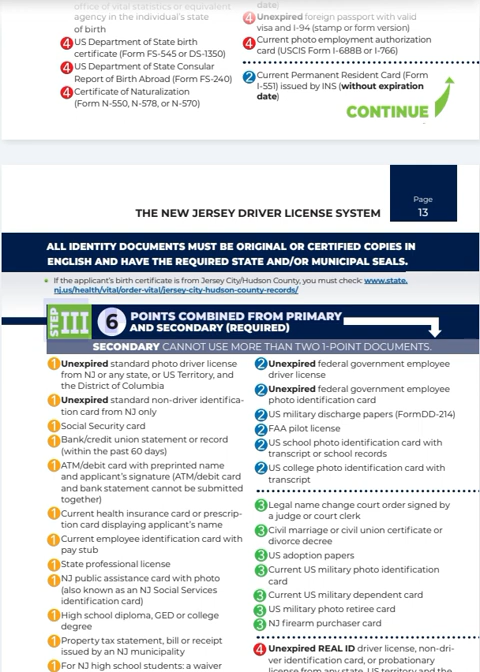 office of vital statistics or equivalent
agency in the individual's state
of birth
4 US Department of State birth
certificate (Form FS-545 or DS-1350)
4 US Department of State Consular
Report of Birth Abroad (Form FS-240)
4 Certificate of Naturalization
(Form N-550, N-578, or N-570)
date)
4 Unexpired foreign passport with valid
visa and I-94 (stamp or form version)
4 Current photo employment authorization
card (USCIS Form I-688B or I-766)
2 Current Permanent Resident Card (Form
I-551) issued by INS (without expiration
date)
CONTINUE
Page
13
THE NEW JERSEY DRIVER LICENSE SYSTEM
ALL IDENTITY DOCUMENTS MUST BE ORIGINAL OR CERTIFIED COPIES IN
ENGLISH AND HAVE THE REQUIRED STATE AND/OR MUNICIPAL SEALS.
If the applicant's birth certificate is from Jersey City/Hudson County, you must check: www.state.
nj.us/health/vital/order-vital/jersey-city-hudson-county-records/
STEP III 6 POINTS COMBINED FROM PRIMARY
AND SECONDARY (REQUIRED)
SECONDARY CANNOT USE MORE THAN TWO 1-POINT DOCUMENTS.
1 Unexpired standard photo driver license
from NJ or any state, or US Territory, and
the District of Columbia
1 Unexpired standard non-driver identifica-
tion card from NJ only
1 Social Security card
1 Bank/credit union statement or record
(within the past 60 days)
1 ATM/debit card with preprinted name
and applicant's signature (ATM/debit card
and bank statement cannot be submitted
together)
1 Current health insurance card or prescrip-
tion card displaying applicant's name
1 Current employee identification card with
pay stub
1 State professional license
1 NJ public assistance card with photo
(also known as an NJ Social Services
identification card)
1 High school diploma, GED or college
degree
1 Property tax statement, bill or receipt
issued by an NJ municipality
1 For NJ high school students: a waiver
2 Unexpired federal government employee
driver license
2 Unexpired federal government employee
photo identification card
2 US military discharge papers (FormDD-214)
2 FAA pilot license
2 US school photo identification card with
transcript or school records
2 US college photo identification card with
transcript
3 Legal name change court order signed by
a judge or court clerk
3 Civil marriage or civil union certificate or
divorce decree
3 US adoption papers
3 Current US military photo identification
card
3 Current US military dependent card
3 US military photo retiree card
3 NJ firearm purchaser card
4 Unexpired REAL ID driver license, non-dri-
ver identification card, or probationary
license from any state, US territory and the